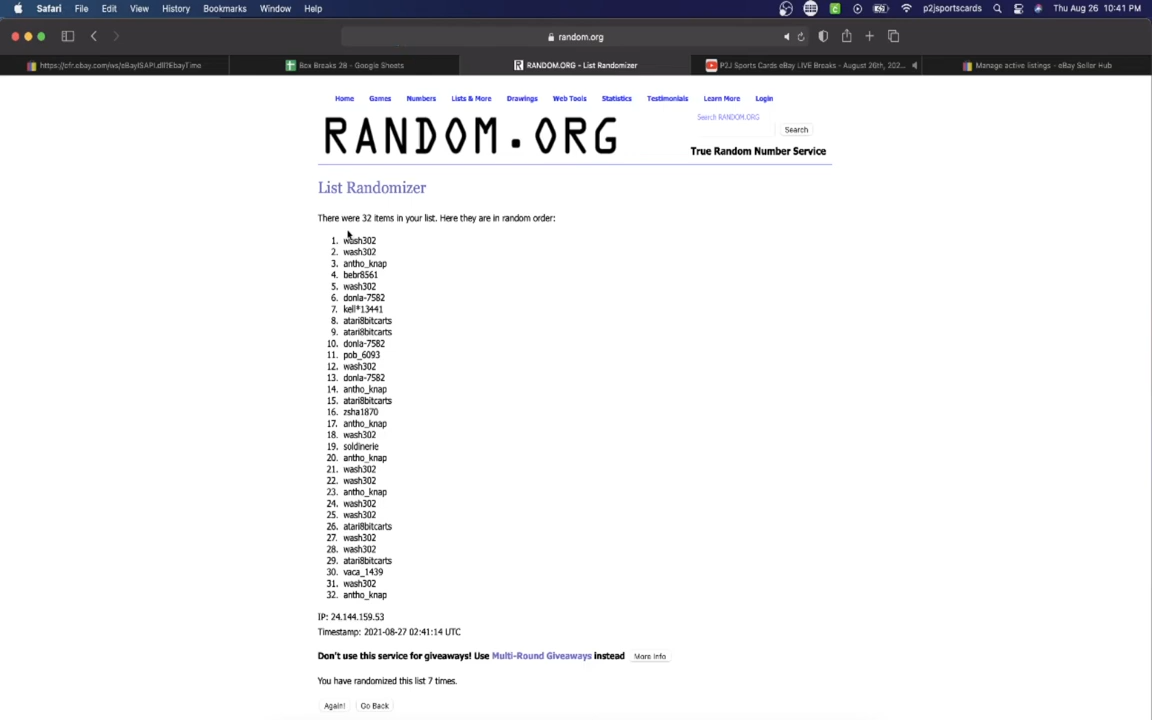 Safari File Edit View History Bookmarks Window Help p2jsportscards Thu Aug 26 10:41 PM
random.org
https://cfr.ebay.com/ws/eBayISAPI.dll?EbayTime Box Breaks 28 - Google Sheets RANDOM.ORG - List Randomizer P2J Sports Cards eBay LIVE Breaks - August 26th, 202... Manage active listings - eBay Seller Hub
Home Games Numbers Lists & More Drawings Web Tools Statistics Testimonials Learn More Login
Search RANDOM.ORG
RANDOM.ORG
Search
True Random Number Service
List Randomizer
There were 32 items in your list. Here they are in random order:
1. wash302
2. wash302
3. antho_knap
4. bebr8561
5. wash302
6. donla-7582
7. kell*13441
8. atari8bitcarts
9. atari8bitcarts
10. donla-7582
11. pob_6093
12. wash302
13. donla-7582
14. antho_knap
15. atari8bitcarts
16. zsha1870
17. antho_knap
18. wash302
19. soldinerie
20. antho_knap
21. wash302
22. wash302
23. antho_knap
24. wash302
25. wash302
26. atari8bitcarts
27. wash302
28. wash302
29. atari8bitcarts
30. vaca_1439
31. wash302
32. antho_knap
IP: 24.144.159.53
Timestamp: 2021-08-27 02:41:14 UTC
Don't use this service for giveaways! Use Multi-Round Giveaways instead More Info
You have randomized this list 7 times.
Again! Go Back